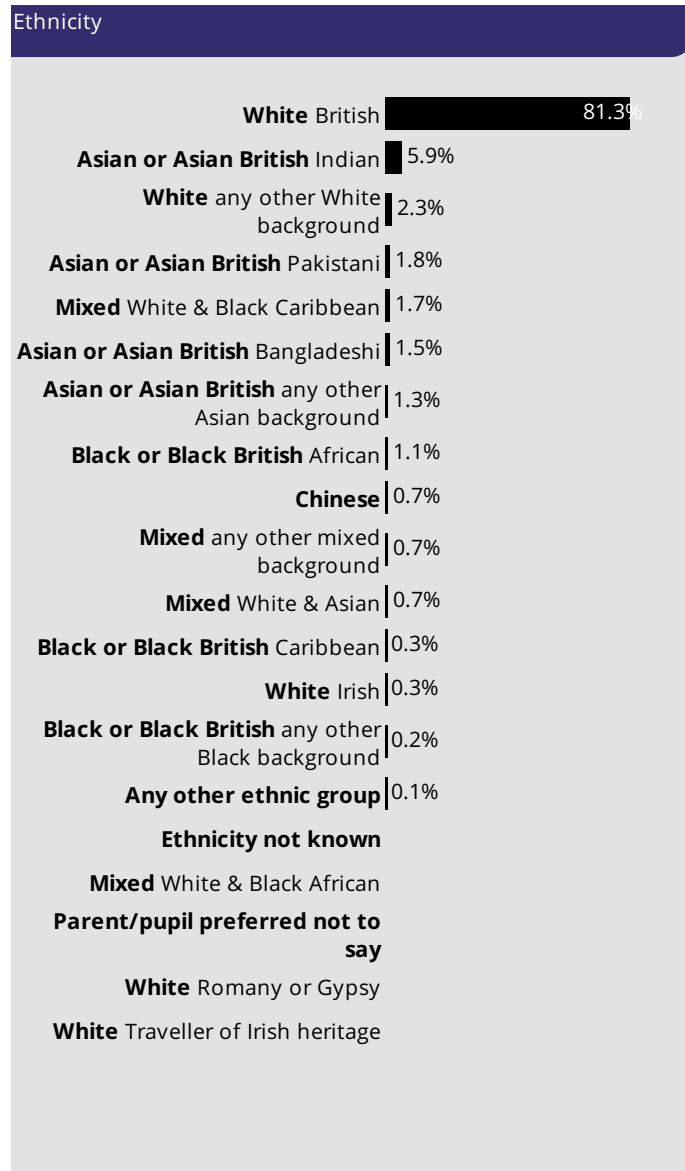 Ethnicity
White British 81.3%
Asian or Asian British Indian 5.9%
White any other White
background 2.3%
Asian or Asian British Pakistani 1.8%
Mixed White & Black Caribbean 1.7%
Asian or Asian British Bangladeshi 1.5%
Asian or Asian British any other
Asian background 1.3%
Black or Black British African 1.1%
Chinese 0.7%
Mixed any other mixed
background 0.7%
Mixed White & Asian 0.7%
Black or Black British Caribbean 0.3%
White Irish 0.3%
Black or Black British any other
Black background 0.2%
Any other ethnic group 0.1%
Ethnicity not known
Mixed White & Black African
Parent/pupil preferred not to
say
White Romany or Gypsy
White Traveller of Irish heritage